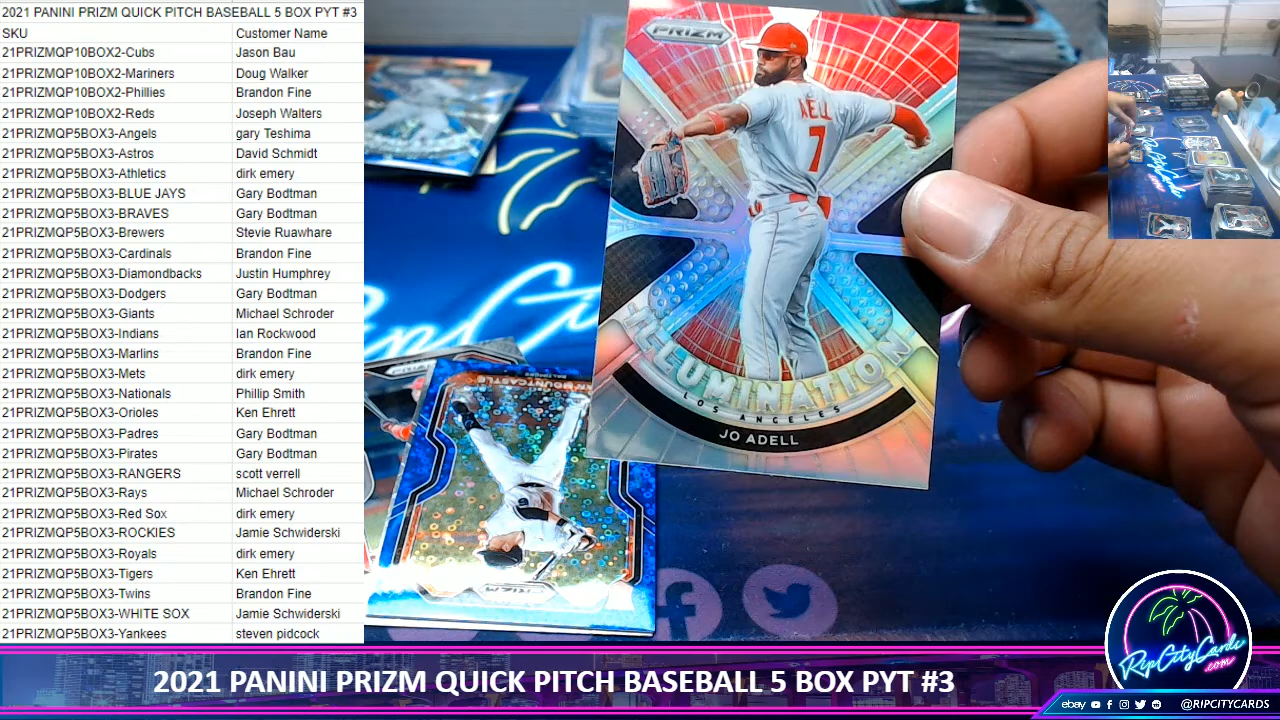 2021 PANINI PRIZM QUICK PITCH BASEBALL 5 BOX PYT #3
SKU Customer Name
21PRIZMQP10BOX2-Cubs Jason Bau
21PRIZMQP10BOX2-Mariners Doug Walker
21PRIZMQP10BOX2-Phillies Brandon Fine
21PRIZMQP10BOX2-Reds Joseph Walters
21PRIZMQP5BOX3-Angels gary Teshima
21PRIZMQP5BOX3-Astros David Schmidt
21PRIZMQP5BOX3-Athletics dirk emery
21PRIZMQP5BOX3-BLUE JAYS Gary Bodtman
21PRIZMQP5BOX3-BRAVES Gary Bodtman
21PRIZMQP5BOX3-Brewers Stevie Ruawhare
21PRIZMQP5BOX3-Cardinals Brandon Fine
21PRIZMQP5BOX3-Diamondbacks Justin Humphrey
21PRIZMQP5BOX3-Dodgers Gary Bodtman
21PRIZMQP5BOX3-Giants Michael Schroder
21PRIZMQP5BOX3-Indians Ian Rockwood
21PRIZMQP5BOX3-Marlins Brandon Fine
21PRIZMQP5BOX3-Mets dirk emery
21PRIZMQP5BOX3-Nationals Phillip Smith
21PRIZMQP5BOX3-Orioles Ken Ehrett
21PRIZMQP5BOX3-Padres Gary Bodtman
21PRIZMQP5BOX3-Pirates Gary Bodtman
21PRIZMQP5BOX3-RANGERS scott verrell
21PRIZMQP5BOX3-Rays Michael Schroder
21PRIZMQP5BOX3-Red Sox dirk emery
21PRIZMQP5BOX3-ROCKIES Jamie Schwiderski
21PRIZMQP5BOX3-Royals dirk emery
21PRIZMQP5BOX3-Tigers Ken Ehrett
21PRIZMQP5BOX3-Twins Brandon Fine
21PRIZMQP5BOX3-WHITE SOX Jamie Schwiderski
21PRIZMQP5BOX3-Yankees steven pidcock
PRIZM
7
ILLUMINATION
LOS ANGELES
JO ADELL
MOUNTCASTLE
PRIZM
RipCityCards
.com
2021 PANINI PRIZM QUICK PITCH BASEBALL 5 BOX PYT #3
ebay @RIPCITYCARDS